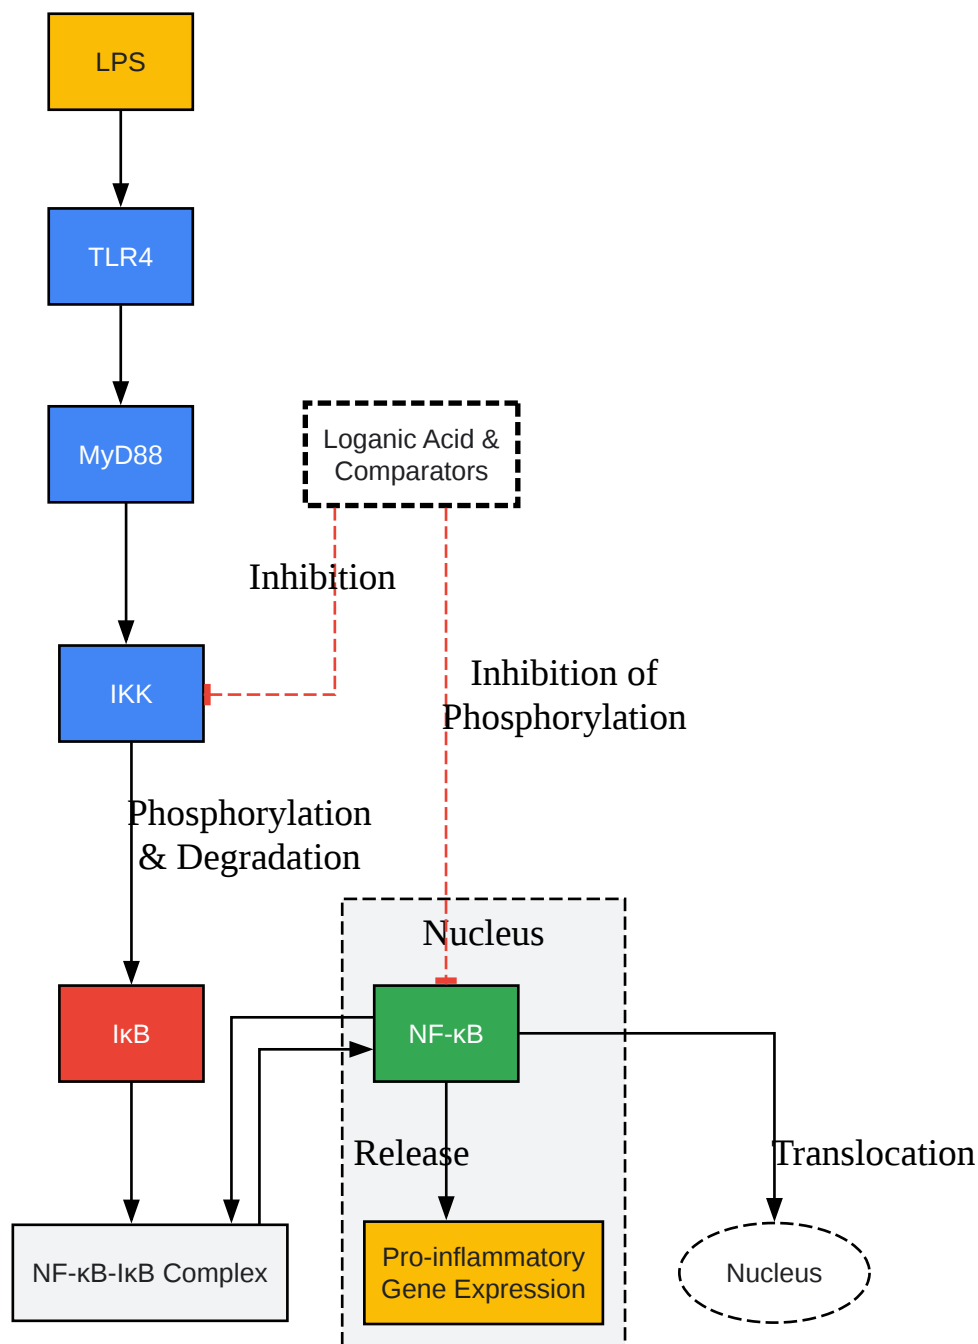 LPS
TLR4
MyD88
Loganic Acid &
Comparators
Inhibition
IKK
Inhibition of
Phosphorylation
Phosphorylation
& Degradation
Nucleus
IκB
NF-κB
Release
Translocation
NF-κB-IκB Complex
Pro-inflammatory
Gene Expression
Nucleus